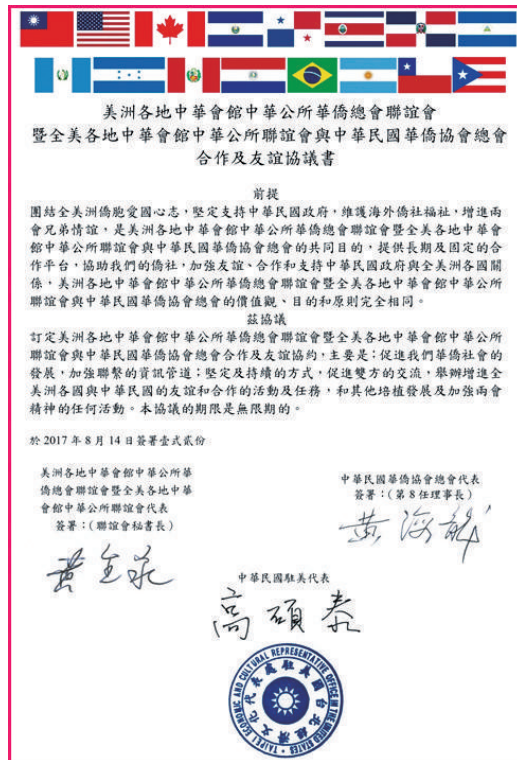 美洲各地中華會館中華公所華僑總會聯誼會
暨全美各地中華會館中華公所聯誼會與中華民國華僑協會總會
合作及友誼協議書
前提
團結全美洲僑胞愛國心志，堅定支持中華民國政府，維護海外僑社福祉，增進兩
會兄弟情誼，是美洲各地中華會館中華公所華僑總會聯誼會暨全美各地中華會
館中華公所聯誼會與中華民國華僑協會總會的共同目的，提供長期及固定的合
作平台，協助我們的僑社，加強友誼、合作和支持中華民國政府與全美洲各國關
係，美洲各地中華會館中華公所華僑總會聯誼會暨全美各地中華會館中華公所
聯誼會與中華民國華僑協會總會的價值觀、目的和原則完全相同。
茲協議
訂定美洲各地中華會館中華公所華僑總會聯誼會暨全美各地中華會館中華公所
聯誼會與中華民國華僑協會總會合作及友誼協約，主要是：促進我們華僑社會的
發展，加強聯繫的資訊管道；堅定及持續的方式，促進雙方的交流，舉辦增進全
美洲各國與中華民國的友誼和合作的活動及任務，和其他培植發展及加強兩會
精神的任何活動。本協議的期限是無限期的。
於 2017 年 8 月 14 日簽署壹式貳份
美洲各地中華會館中華公所華
僑總會聯誼會暨全美各地中華
會館中華公所聯誼會代表
簽署：(聯誼會秘書長)
中華民國華僑協會總會代表
簽署：(第 8 任理事長)
黃海龍
中華民國駐美代表
高碩泰
TAIPEI ECONOMIC AND CULTURAL REPRESENTATIVE OFFICE IN THE UNITED STATES
駐美國台北經濟文化代表處